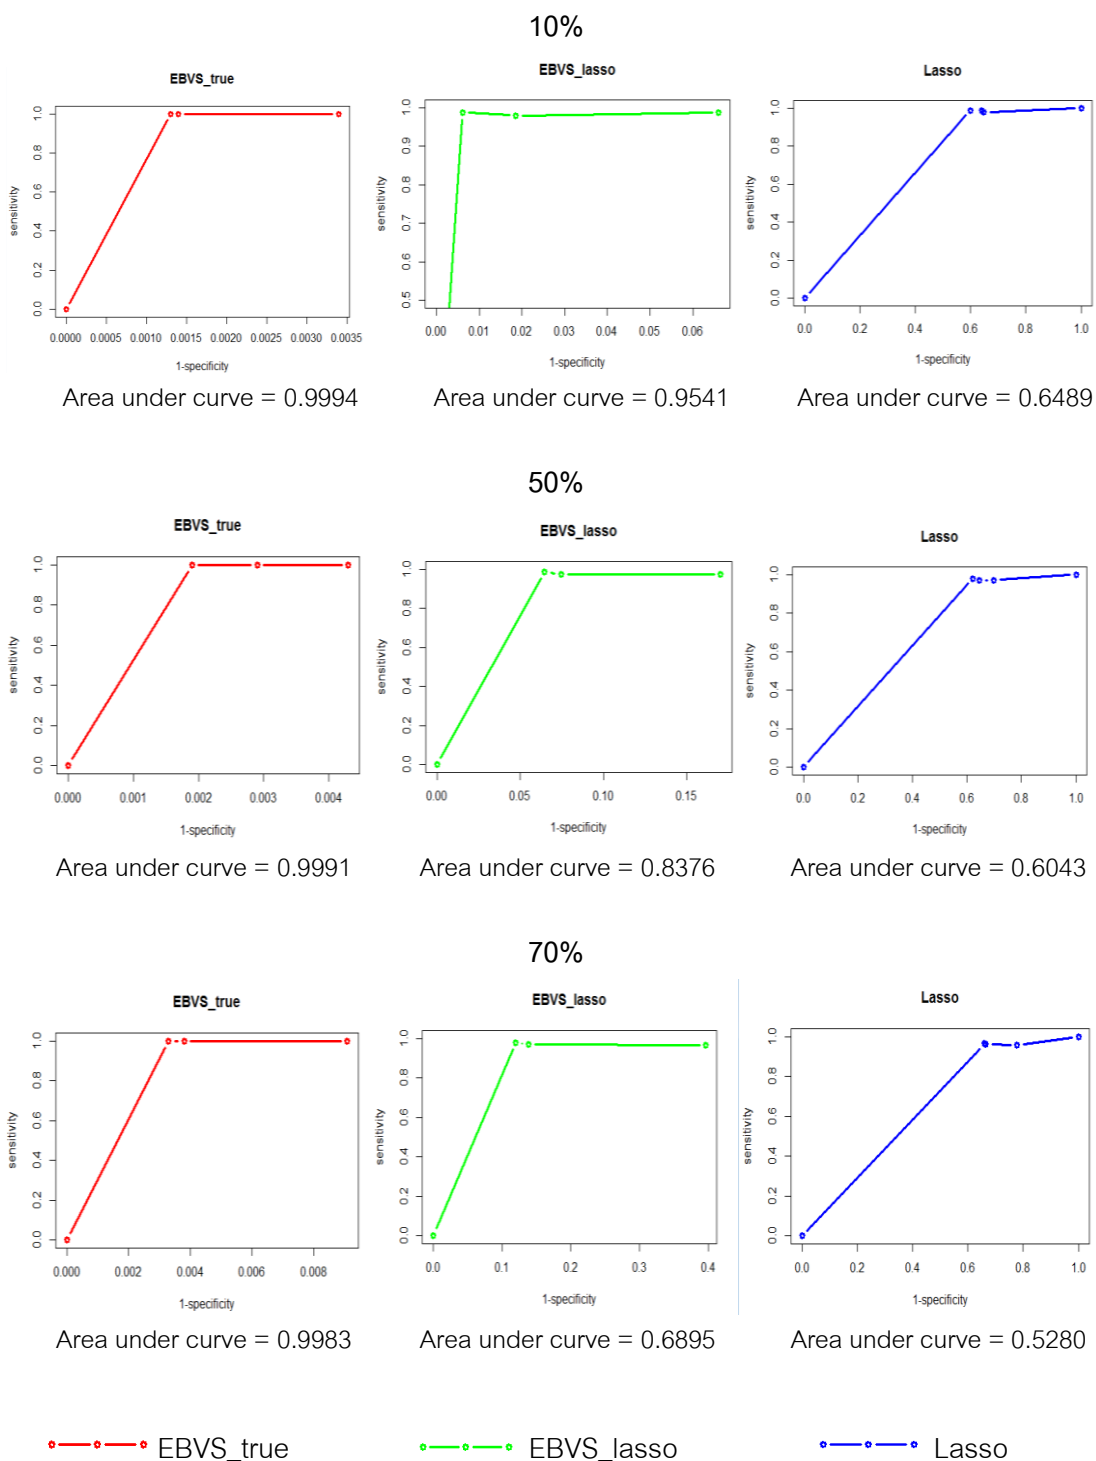 10%
EBVS_true
EBVS_lasso
Lasso
sensitivity
0.0 0.2 0.4 0.6 0.8 1.0
0.0000 0.0005 0.0010 0.0015 0.0020 0.0025 0.0030 0.0035
1-specificity
sensitivity
0.5 0.6 0.7 0.8 0.9 1.0
0.00 0.01 0.02 0.03 0.04 0.05 0.06
1-specificity
sensitivity
0.0 0.2 0.4 0.6 0.8 1.0
0.0 0.2 0.4 0.6 0.8 1.0
1-specificity
Area under curve = 0.9994
Area under curve = 0.9541
Area under curve = 0.6489
50%
EBVS_true
EBVS_lasso
Lasso
sensitivity
0.0 0.2 0.4 0.6 0.8 1.0
0.000 0.001 0.002 0.003 0.004
1-specificity
sensitivity
0.0 0.2 0.4 0.6 0.8 1.0
0.00 0.05 0.10 0.15
1-specificity
sensitivity
0.0 0.2 0.4 0.6 0.8 1.0
0.0 0.2 0.4 0.6 0.8 1.0
1-specificity
Area under curve = 0.9991
Area under curve = 0.8376
Area under curve = 0.6043
70%
EBVS_true
EBVS_lasso
Lasso
sensitivity
0.0 0.2 0.4 0.6 0.8 1.0
0.000 0.002 0.004 0.006 0.008
1-specificity
sensitivity
0.0 0.2 0.4 0.6 0.8 1.0
0.0 0.1 0.2 0.3 0.4
1-specificity
sensitivity
0.0 0.2 0.4 0.6 0.8 1.0
0.0 0.2 0.4 0.6 0.8 1.0
1-specificity
Area under curve = 0.9983
Area under curve = 0.6895
Area under curve = 0.5280
EBVS_true
EBVS_lasso
Lasso